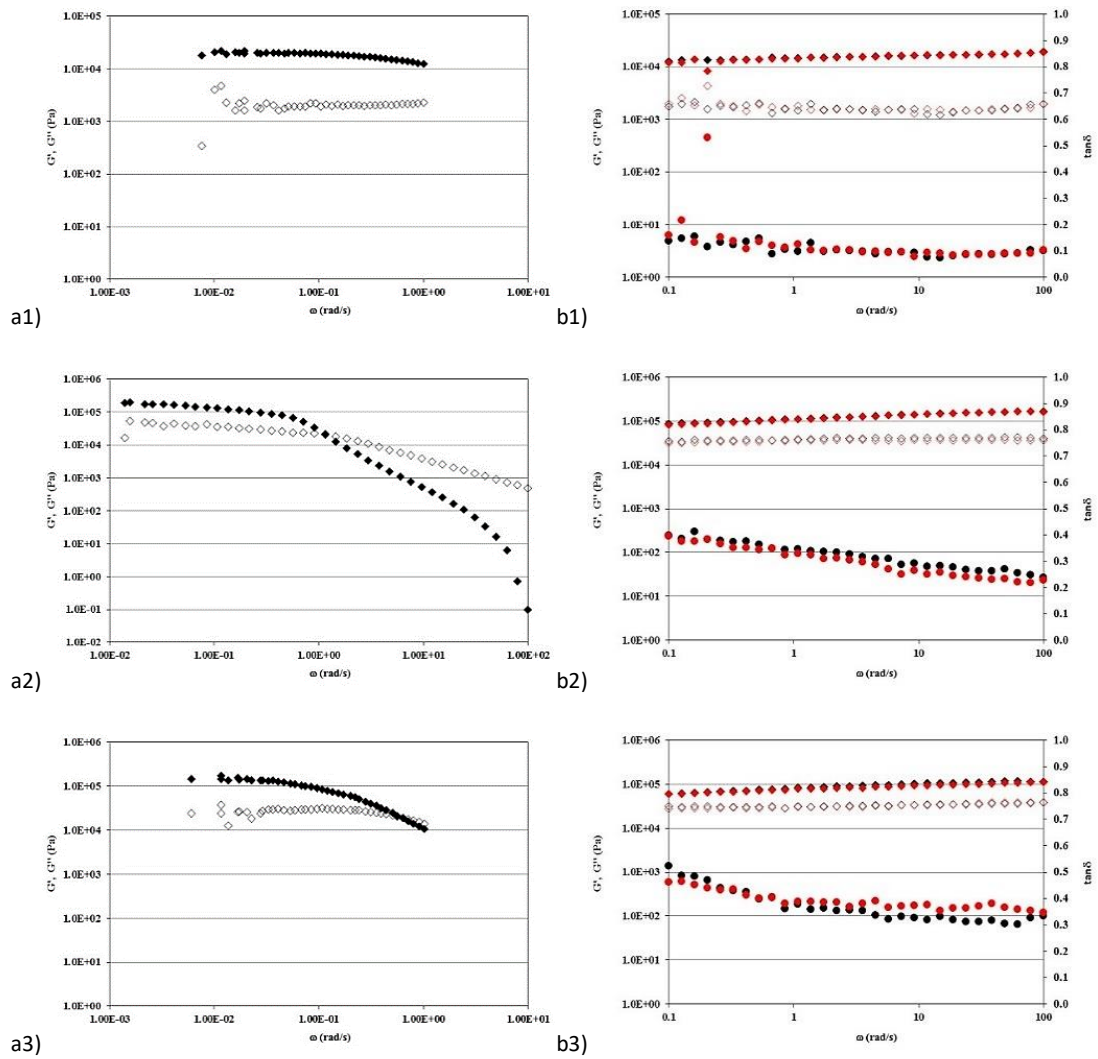 1.0E+05
1.0E+04
1.0E+03
1.0E+02
1.0E+01
1.0E+00
G', G'' (Pa)
1.00E-03 1.00E-02 1.00E-01 1.00E+00 1.00E+01
ω (rad/s)
a1)
1.0E+05
1.0E+04
1.0E+03
1.0E+02
1.0E+01
1.0E+00
G', G'' (Pa)
1.0
0.9
0.8
0.7
0.6
0.5
0.4
0.3
0.2
0.1
0.0
tanδ
0.1 1 10 100
ω (rad/s)
b1)
1.0E+06
1.0E+05
1.0E+04
1.0E+03
1.0E+02
1.0E+01
1.0E+00
1.0E-01
1.0E-02
G', G'' (Pa)
1.00E-02 1.00E-01 1.00E+00 1.00E+01 1.00E+02
ω (rad/s)
a2)
1.0E+06
1.0E+05
1.0E+04
1.0E+03
1.0E+02
1.0E+01
1.0E+00
G', G'' (Pa)
1.0
0.9
0.8
0.7
0.6
0.5
0.4
0.3
0.2
0.1
0.0
tanδ
0.1 1 10 100
ω (rad/s)
b2)
1.0E+06
1.0E+05
1.0E+04
1.0E+03
1.0E+02
1.0E+01
1.0E+00
G', G'' (Pa)
1.00E-03 1.00E-02 1.00E-01 1.00E+00 1.00E+01
ω (rad/s)
a3)
1.0E+06
1.0E+05
1.0E+04
1.0E+03
1.0E+02
1.0E+01
1.0E+00
G', G'' (Pa)
1.0
0.9
0.8
0.7
0.6
0.5
0.4
0.3
0.2
0.1
0.0
tanδ
0.1 1 10 100
ω (rad/s)
b3)